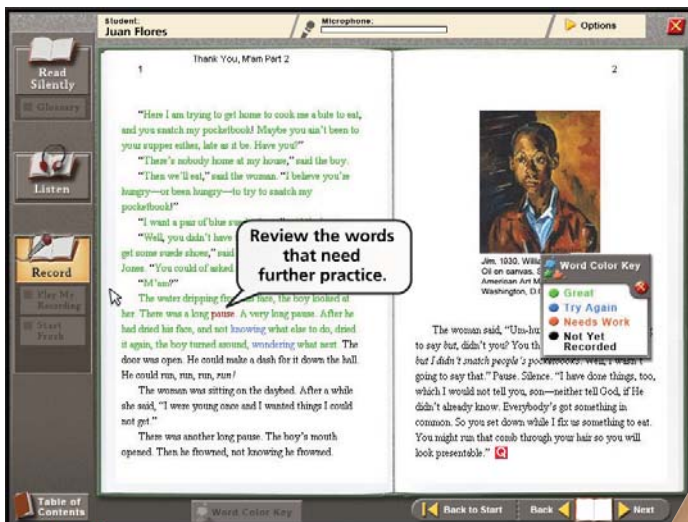 Student:
Juan Flores
Microphone:
Options
Read
Silently
Glossary
Listen
Record
Play My
Recording
Start
Fresh
Table of
Contents
Thank You, M'am Part 2
1
"Here I am trying to get home to cook me a bite to eat,
and you snatch my pocketbook! Maybe you ain't been to
your supper either, late as it be. Have you?"
"There's nobody home at my house," said the boy.
"Then we'll eat," said the woman. "I believe you're
hungry—or been hungry—to try to snatch my
pocketbook!"
"I want a pair of blue
"Well, you didn't have
get some suede shoes," said
Jones. "You could of asked
"M'am?"
The water dripping face, the boy looked at
her. There was a long pause. A very long pause. After he
had dried his face, and not knowing what else to do, dried
it again, the boy turned around, wondering what next. The
door was open. He could make a dash for it down the hall.
He could run, run, run, run!
The woman was sitting on the daybed. After a while
she said, "I were young once and I wanted things I could
not get."
There was another long pause. The boy's mouth
opened. Then he frowned, not knowing he frowned.
Review the words
that need
further practice.
2
Jim, 1930,
Oil on canvas,
American Art
Washington, D.C
Word Color Key
Great
Try Again
Needs Work
Not Yet
Recorded
The woman said,
to say but, didn't you? You
but I didn't snatch people's pocketbooks. Well, I wasn't
going to say that." Pause. Silence. "I have done things, too,
which I would not tell you, son—neither tell God, if He
didn't already know. Everybody's got something in
common. So you set down while I fix us something to eat.
You might run that comb through your hair so you will
look presentable." Q
Word Color Key
Back to Start
Back
Next